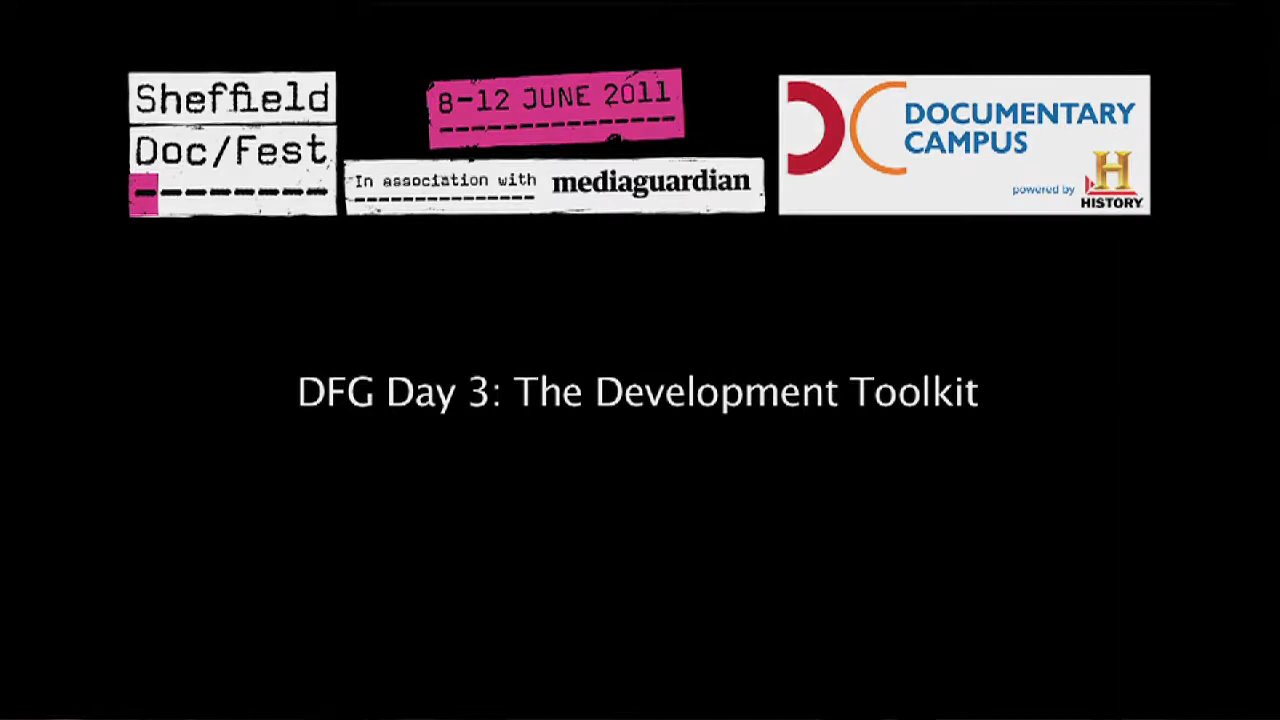 Sheffield
Doc/Fest
8-12 JUNE 2011
In association with mediaguardian
DOCUMENTARY
CAMPUS
powered by
H
HISTORY
DFG Day 3: The Development Toolkit